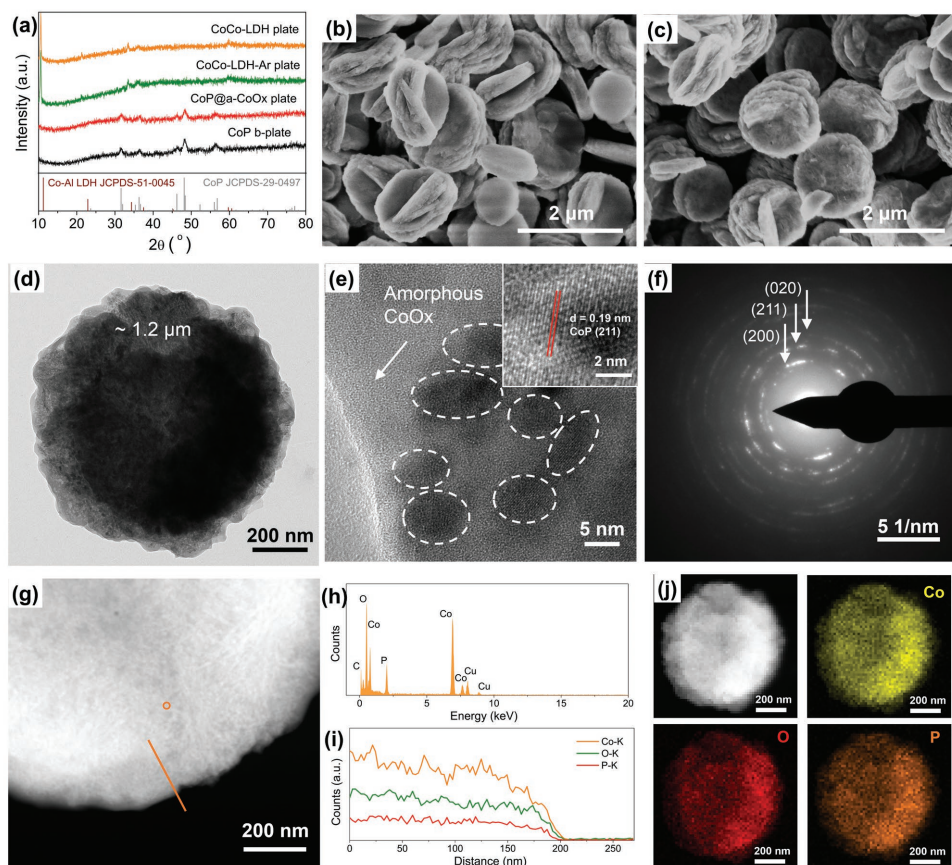 (a)
CoCo-LDH plate
CoCo-LDH-Ar plate
CoP@a-CoOx plate
CoP b-plate
Co-Al LDH JCPDS-51-0045
CoP JCPDS-29-0497
Intensity (a.u.)
10 20 30 40 50 60 70 80
2θ (°)
(b)
2 μm
(c)
2 μm
(d)
~ 1.2 μm
200 nm
(e)
Amorphous
CoOx
d = 0.19 nm
CoP (211)
2 nm
5 nm
(f)
(020)
(211)
(200)
5 1/nm
(g)
200 nm
(h)
Counts
O
Co
C
P
Co
Co
Cu
Cu
0 5 10 15 20
Energy (keV)
(i)
Co-K
O-K
P-K
Counts (a.u.)
0 50 100 150 200 250
Distance (nm)
(j)
200 nm
Co
200 nm
O
200 nm
P
200 nm